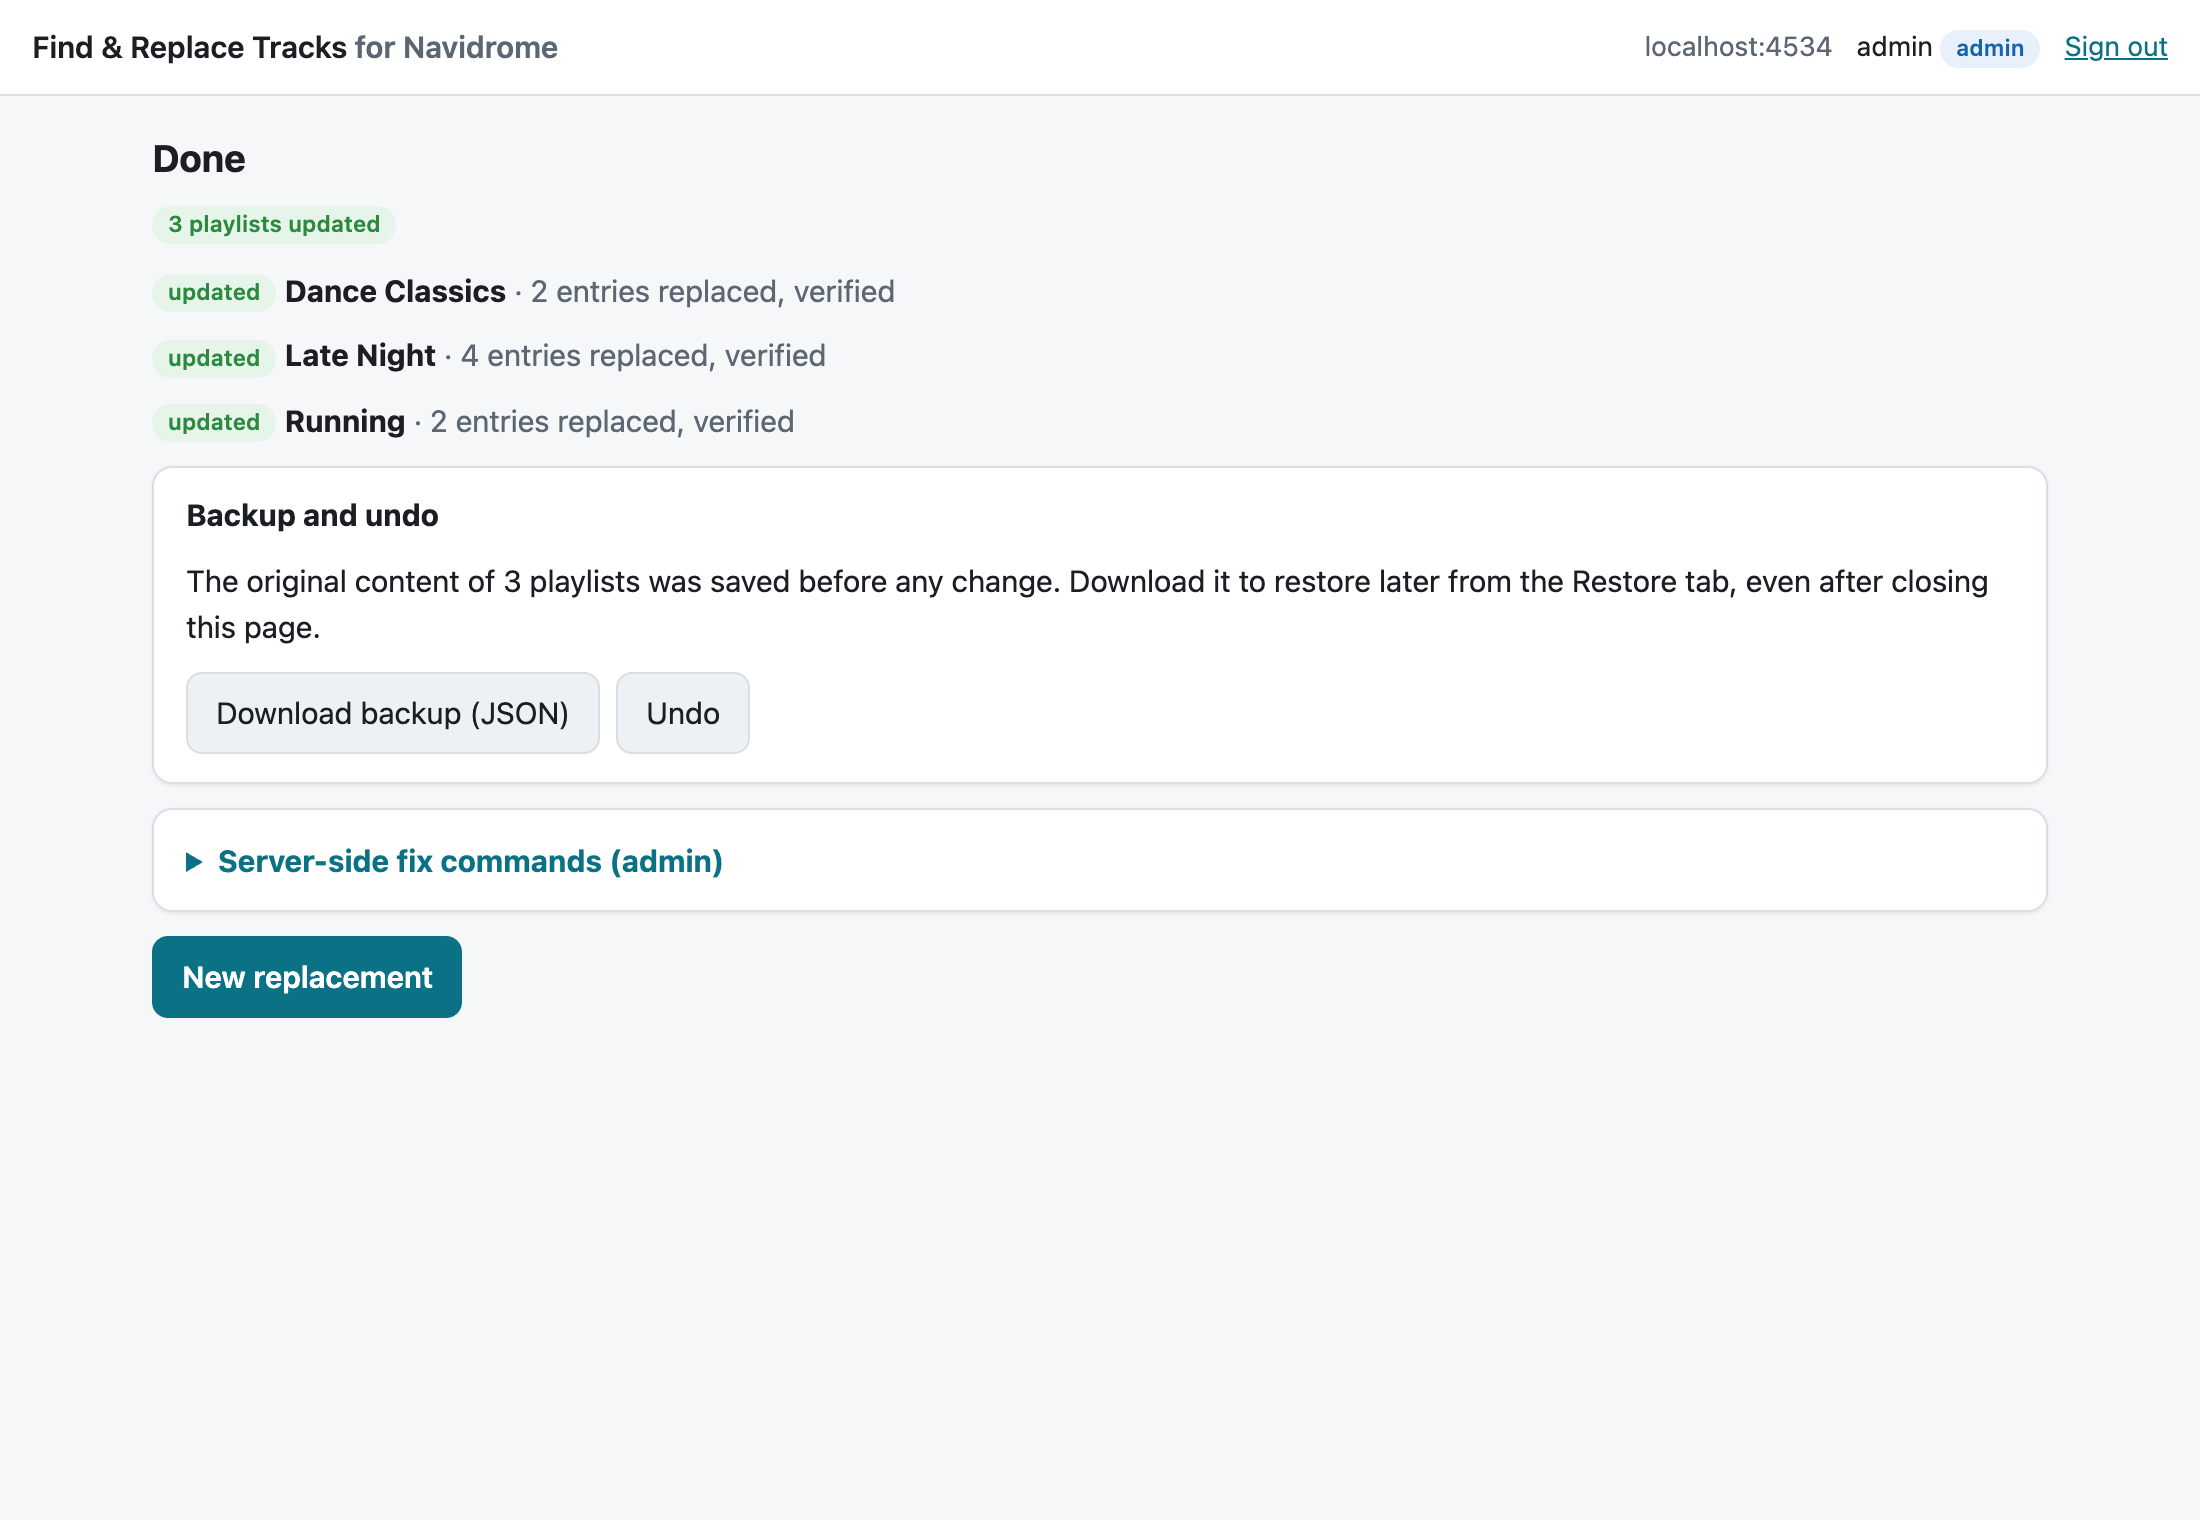 Find & Replace Tracks for Navidrome
localhost:4534 admin admin Sign out
Done
3 playlists updated
updated Dance Classics · 2 entries replaced, verified
updated Late Night · 4 entries replaced, verified
updated Running · 2 entries replaced, verified
Backup and undo
The original content of 3 playlists was saved before any change. Download it to restore later from the Restore tab, even after closing
this page.
Download backup (JSON) Undo
Server-side fix commands (admin)
New replacement